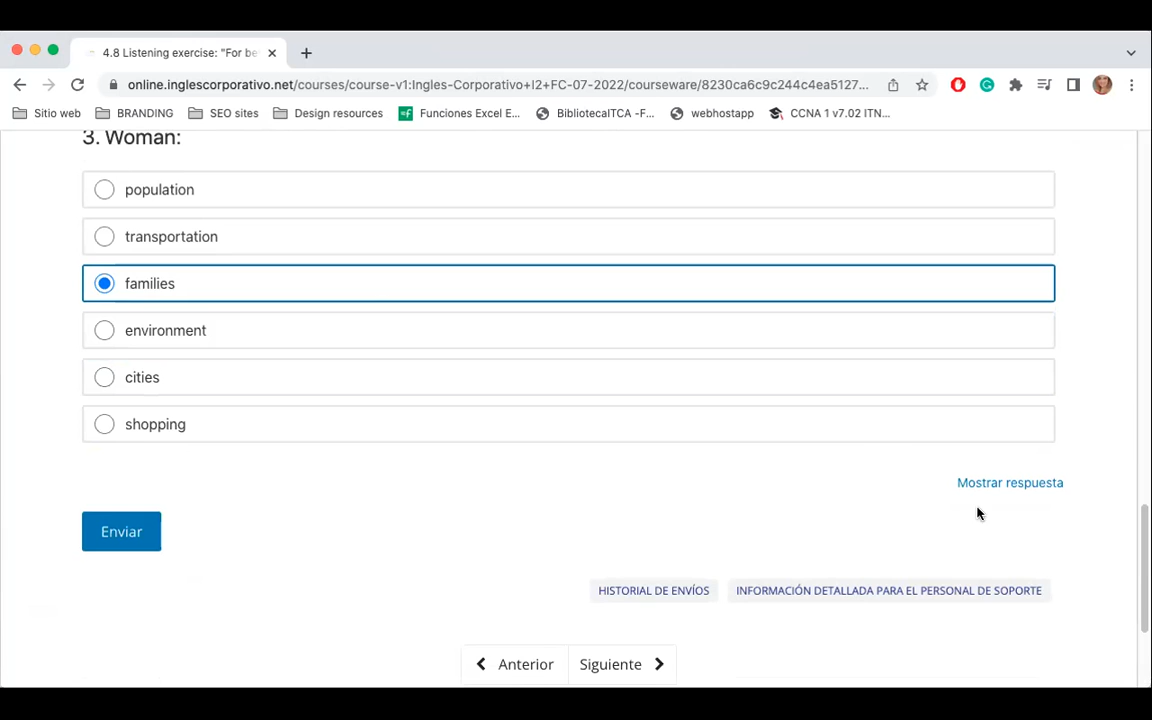 4.8 Listening exercise: "For be
online.inglescorporativo.net/courses/course-v1:Ingles-Corporativo+I2+FC-07-2022/courseware/8230ca6c9c244c4ea5127...
Sitio web BRANDING SEO sites Design resources Funciones Excel E... BibliotecaITCA -F... webhostapp CCNA 1 v7.02 ITN...
3. Woman:
population
transportation
families
environment
cities
shopping
Mostrar respuesta
Enviar
HISTORIAL DE ENVÍOS INFORMACIÓN DETALLADA PARA EL PERSONAL DE SOPORTE
Anterior Siguiente